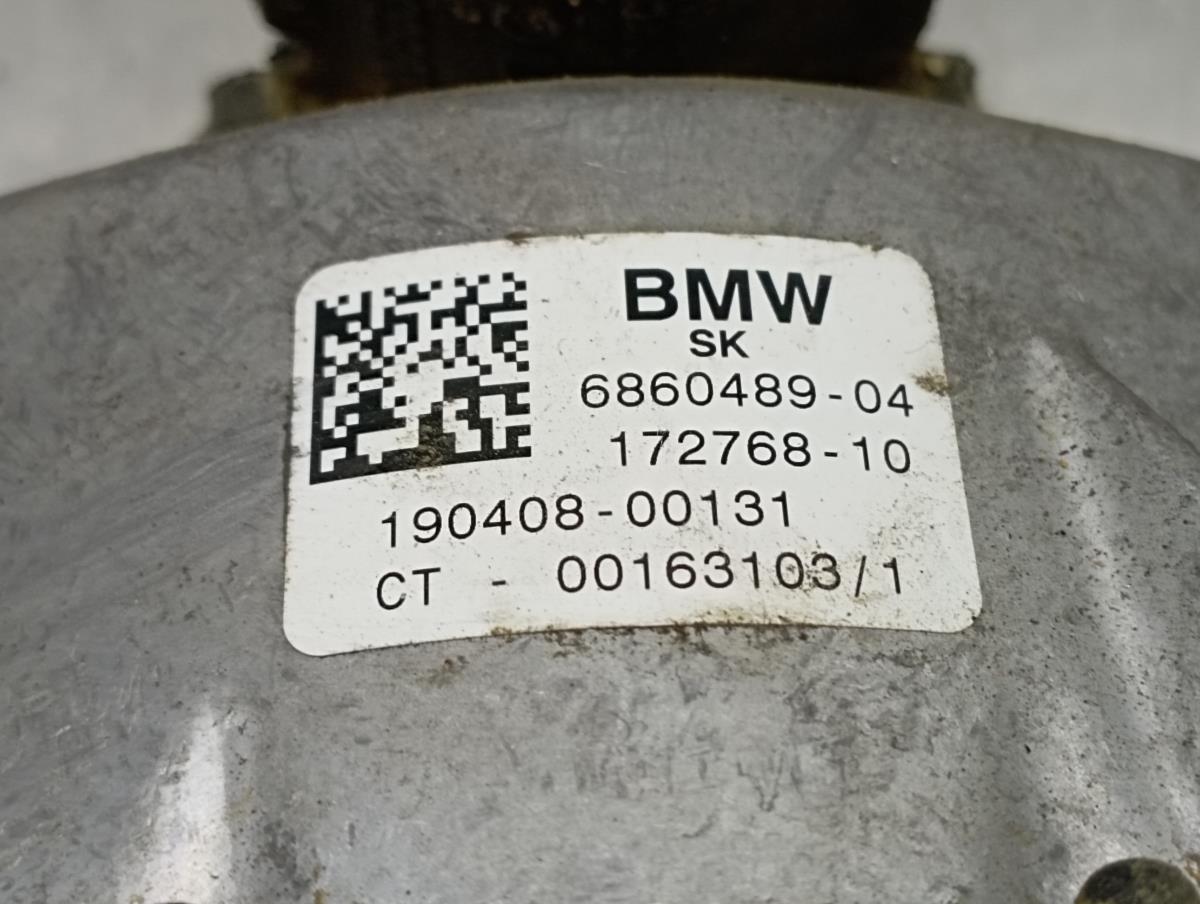 BMW
SK
6860489-04
172768-10
190408-00131
CT - 00163103/1